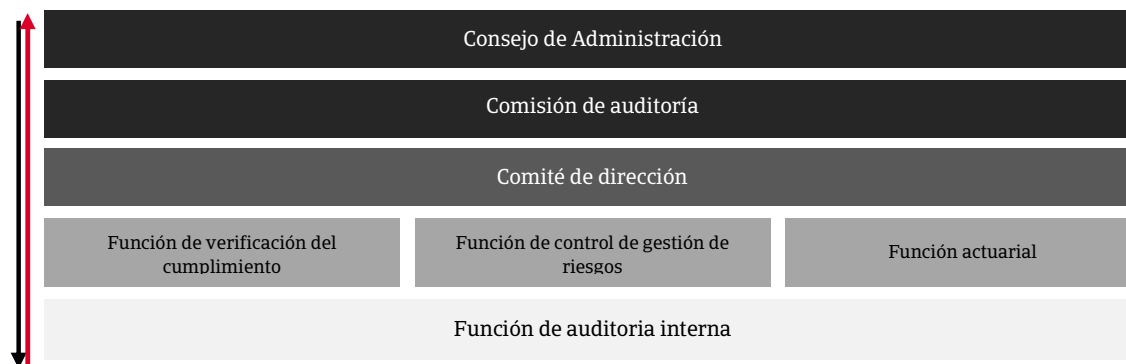 Consejo de Administración
Comisión de auditoría
Comité de dirección
Función de verificación del
cumplimiento
Función de control de gestión de
riesgos
Función actuarial
Función de auditoria interna